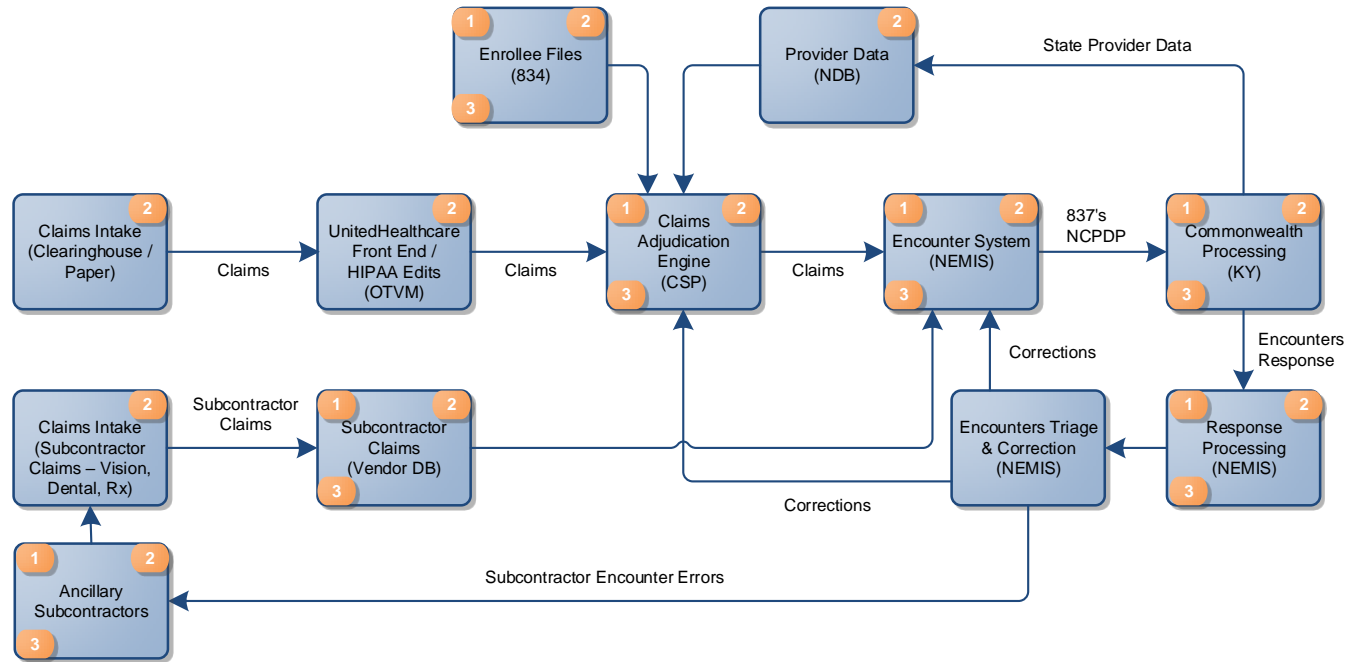 1
2
Enrollee Files
(834)
3
2
Provider Data
(NDB)
State Provider Data
2
Claims Intake
(Clearinghouse /
Paper)
Claims
2
UnitedHealthcare
Front End /
HIPAA Edits
(OTVM)
Claims
1
2
Claims
Adjudication
Engine
(CSP)
3
Claims
1
2
Encounter System
(NEMIS)
3
837's
NCPDP
1
2
Commonwealth
Processing
(KY)
3
Encounters
Response
2
Claims Intake
(Subcontractor
Claims – Vision,
Dental, Rx)
Subcontractor
Claims
1
2
Subcontractor
Claims
(Vendor DB)
3
Corrections
Corrections
Encounters Triage
& Correction
(NEMIS)
1
2
Response
Processing
(NEMIS)
3
1
2
Ancillary
Subcontractors
3
Subcontractor Encounter Errors